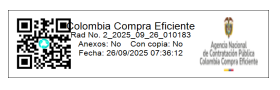 Colombia Compra Eficiente
Rad No. 2_2025_09_26_010183
Anexos: No Con copia: No
Fecha: 26/09/2025 07:36:12
Agencia Nacional
de Contratación Pública
Colombia Compra Eficiente